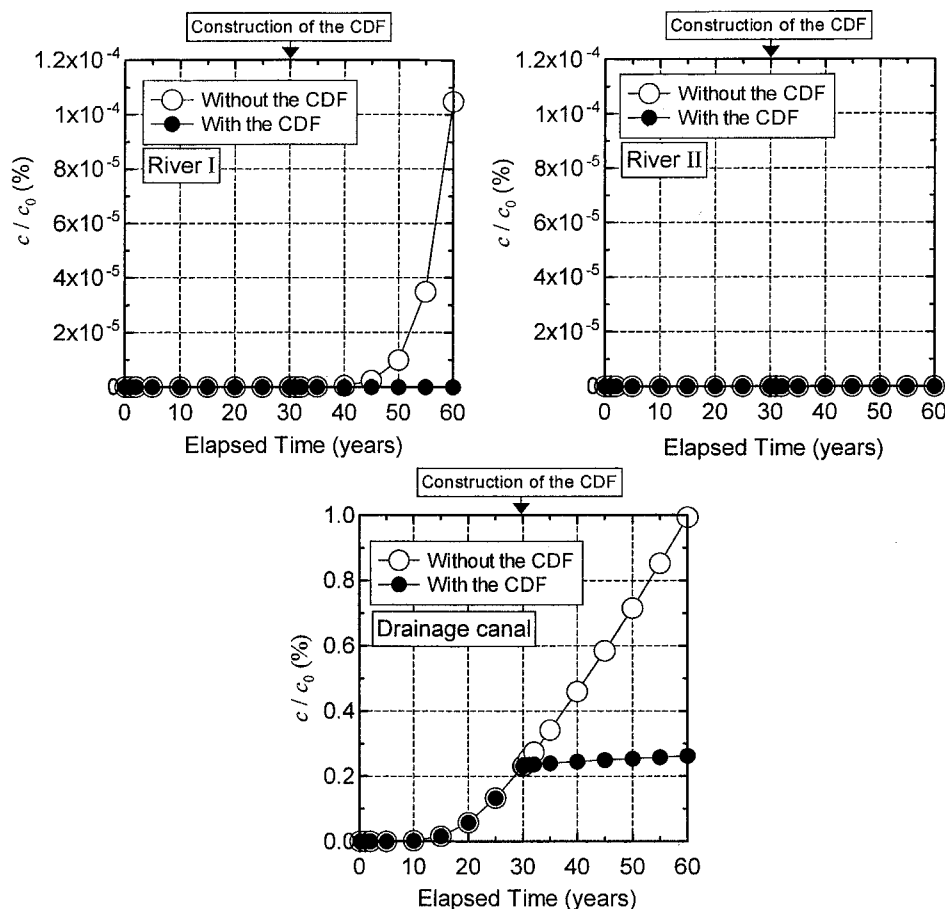 Construction of the CDF
1.2x10⁻⁴
1x10⁻⁴
8x10⁻⁵
6x10⁻⁵
4x10⁻⁵
2x10⁻⁵
0
c / c₀ (%)
Without the CDF
With the CDF
River I
0 10 20 30 40 50 60
Elapsed Time (years)
Construction of the CDF
1.2x10⁻⁴
1x10⁻⁴
8x10⁻⁵
6x10⁻⁵
4x10⁻⁵
2x10⁻⁵
0
c / c₀ (%)
Without the CDF
With the CDF
River II
0 10 20 30 40 50 60
Elapsed Time (years)
Construction of the CDF
1.0
0.8
0.6
0.4
0.2
0.0
c / c₀ (%)
Without the CDF
With the CDF
Drainage canal
0 10 20 30 40 50 60
Elapsed Time (years)